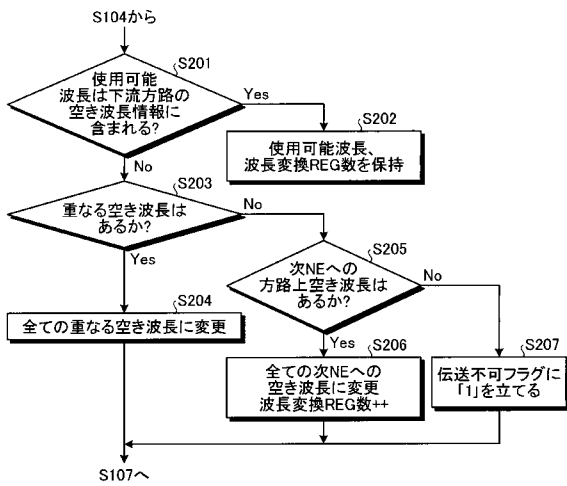 S104から
S201
使用可能
波長は下流方路の
空き波長情報に
含まれる?
Yes
S202
使用可能波長、
波長変換REG数を保持
No
S203
重なる空き波長は
あるか?
No
Yes
S205
次NEへの
方路上空き波長は
あるか?
No
S204
全ての重なる空き波長に変更
Yes
S206
全ての次NEへの
空き波長に変更
波長変換REG数++
S207
伝送不可フラグに
「1」を立てる
S107へ